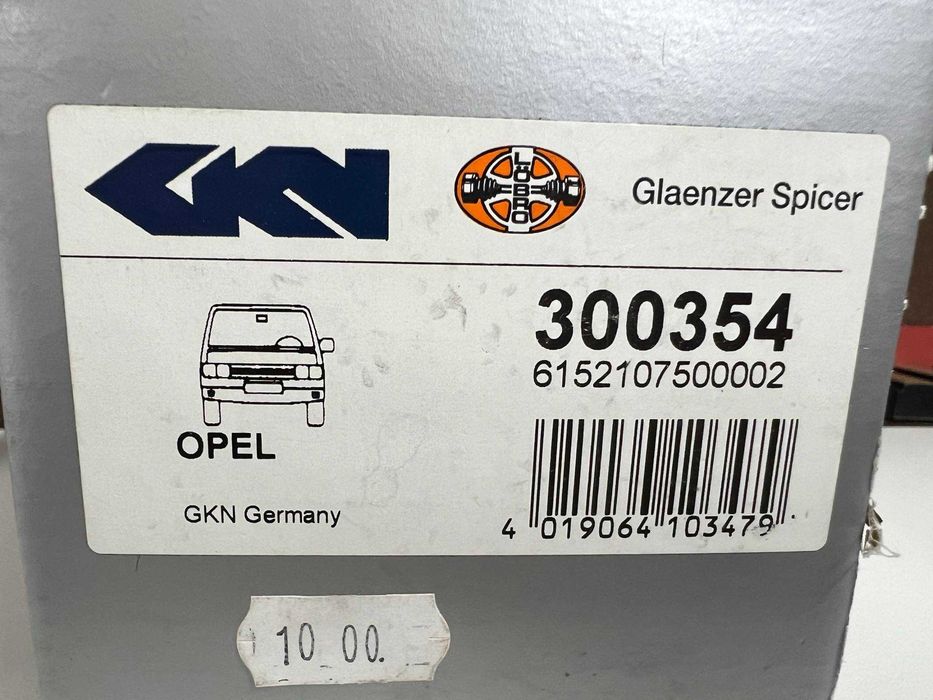 GKN
LÖBRO
Glaenzer Spicer
300354
6152107500002
OPEL
GKN Germany
4 019064 103479
10 00.